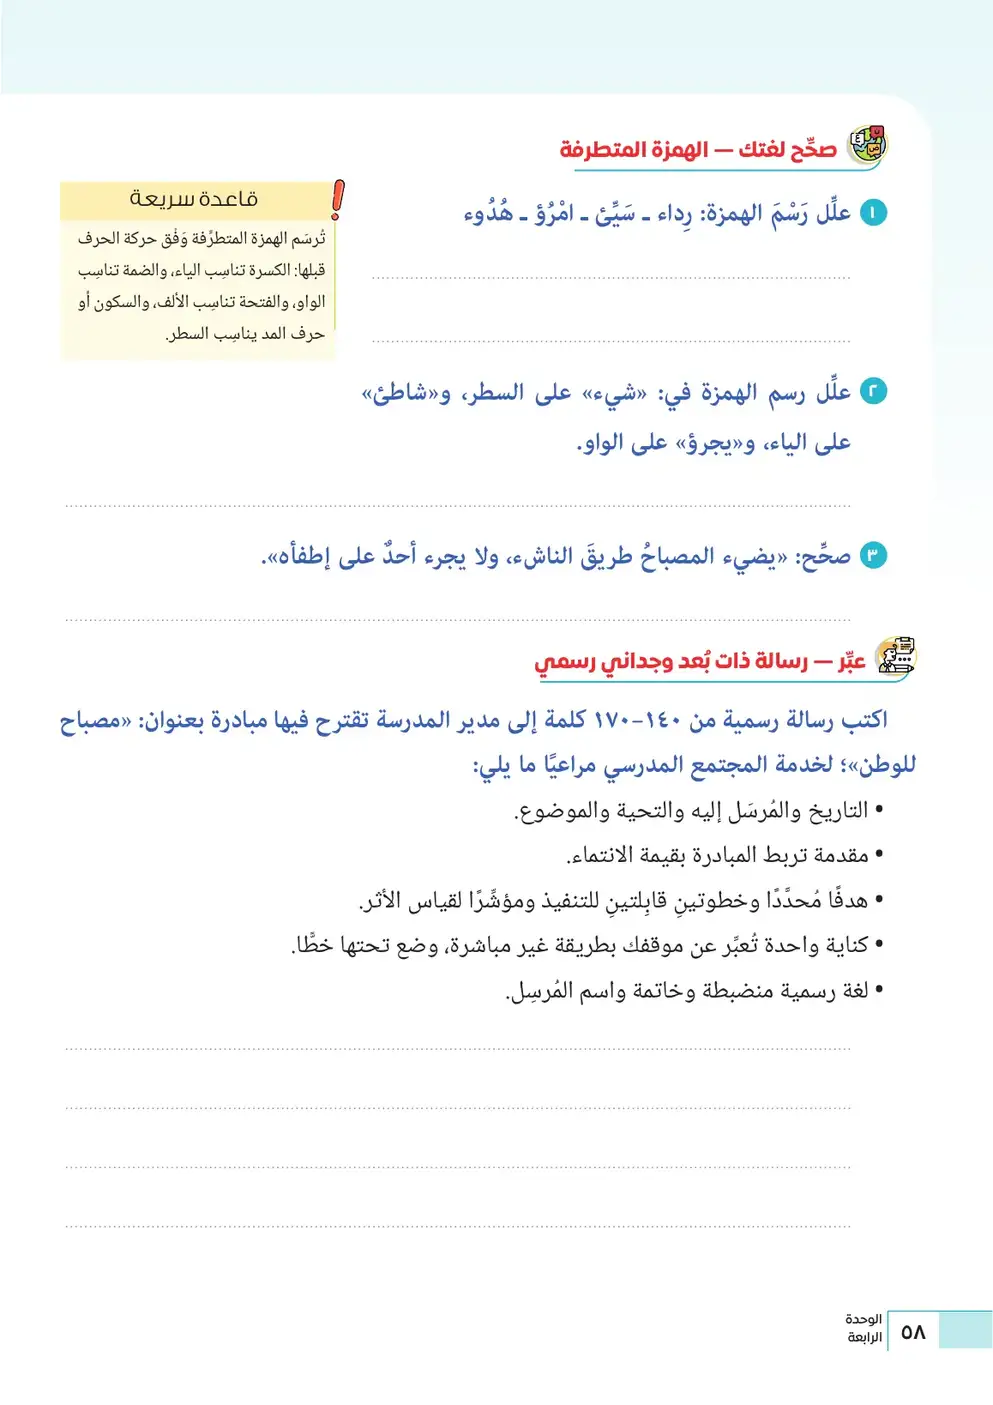 صحِّح لغتك — الهمزة المتطرفة
١ علِّل رَسْمَ الهمزة: رِداء ـ سَيِّئ ـ امْرُؤ ـ هُدُوء
قاعدة سريعة
تُرسَم الهمزة المتطرِّفة وَفْق حركة الحرف
قبلها: الكسرة تناسِب الياء، والضمة تناسِب
الواو، والفتحة تناسِب الألف، والسكون أو
حرف المد يناسِب السطر.
٢ علِّل رسم الهمزة في: «شيء» على السطر، و«شاطئ»
على الياء، و«يجرؤ» على الواو.
٣ صحِّح: «يضيء المصباحُ طريقَ الناشء، ولا يجرء أحدٌ على إطفأه».
عبِّر — رسالة ذات بُعد وجداني رسمي
اكتب رسالة رسمية من ١٤٠-١٧٠ كلمة إلى مدير المدرسة تقترح فيها مبادرة بعنوان: «مصباح
للوطن»؛ لخدمة المجتمع المدرسي مراعيًا ما يلي:
• التاريخ والمُرسَل إليه والتحية والموضوع.
• مقدمة تربط المبادرة بقيمة الانتماء.
• هدفًا مُحدَّدًا وخطوتينِ قابِلتينِ للتنفيذ ومؤشِّرًا لقياس الأثر.
• كناية واحدة تُعبِّر عن موقفك بطريقة غير مباشرة، وضع تحتها خطًّا.
• لغة رسمية منضبطة وخاتمة واسم المُرسِل.
الوحدة
الرابعة
٥٨